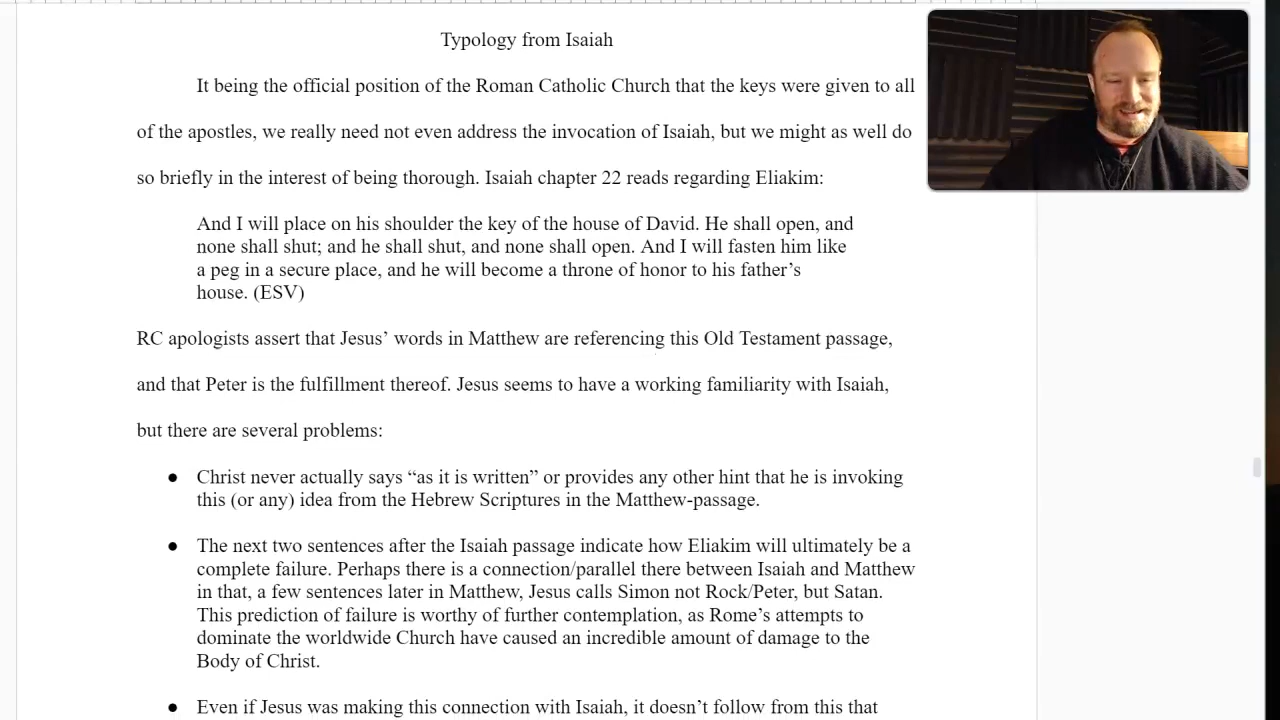 Typology from Isaiah
It being the official position of the Roman Catholic Church that the keys were given to all
of the apostles, we really need not even address the invocation of Isaiah, but we might as well do
so briefly in the interest of being thorough. Isaiah chapter 22 reads regarding Eliakim:
And I will place on his shoulder the key of the house of David. He shall open, and
none shall shut; and he shall shut, and none shall open. And I will fasten him like
a peg in a secure place, and he will become a throne of honor to his father’s
house. (ESV)
RC apologists assert that Jesus’ words in Matthew are referencing this Old Testament passage,
and that Peter is the fulfillment thereof. Jesus seems to have a working familiarity with Isaiah,
but there are several problems:
● Christ never actually says “as it is written” or provides any other hint that he is invoking
this (or any) idea from the Hebrew Scriptures in the Matthew-passage.
● The next two sentences after the Isaiah passage indicate how Eliakim will ultimately be a
complete failure. Perhaps there is a connection/parallel there between Isaiah and Matthew
in that, a few sentences later in Matthew, Jesus calls Simon not Rock/Peter, but Satan.
This prediction of failure is worthy of further contemplation, as Rome’s attempts to
dominate the worldwide Church have caused an incredible amount of damage to the
Body of Christ.
● Even if Jesus was making this connection with Isaiah, it doesn’t follow from this that